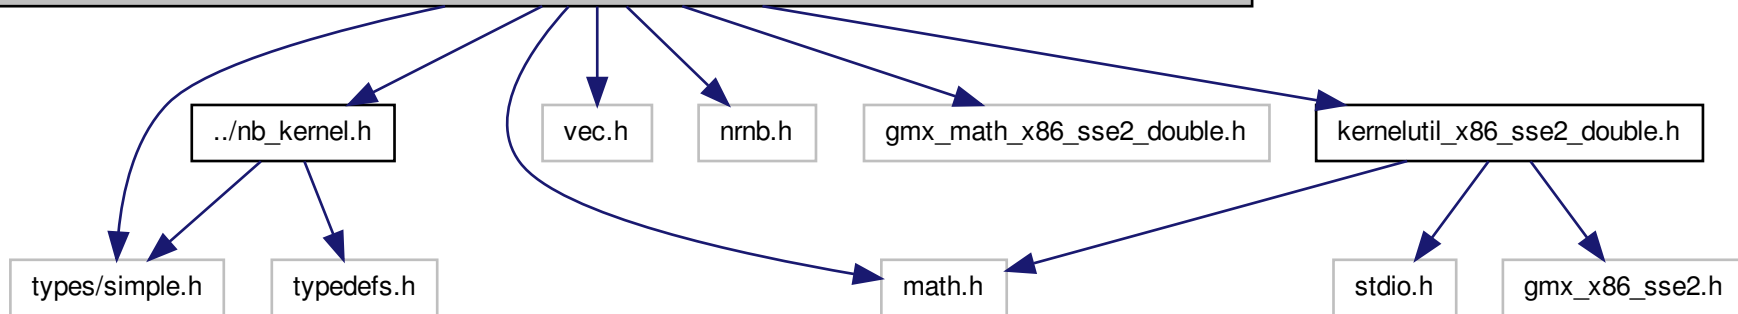 ../nb_kernel.h
vec.h
nrnb.h
gmx_math_x86_sse2_double.h
kernelutil_x86_sse2_double.h
types/simple.h
typedefs.h
math.h
stdio.h
gmx_x86_sse2.h